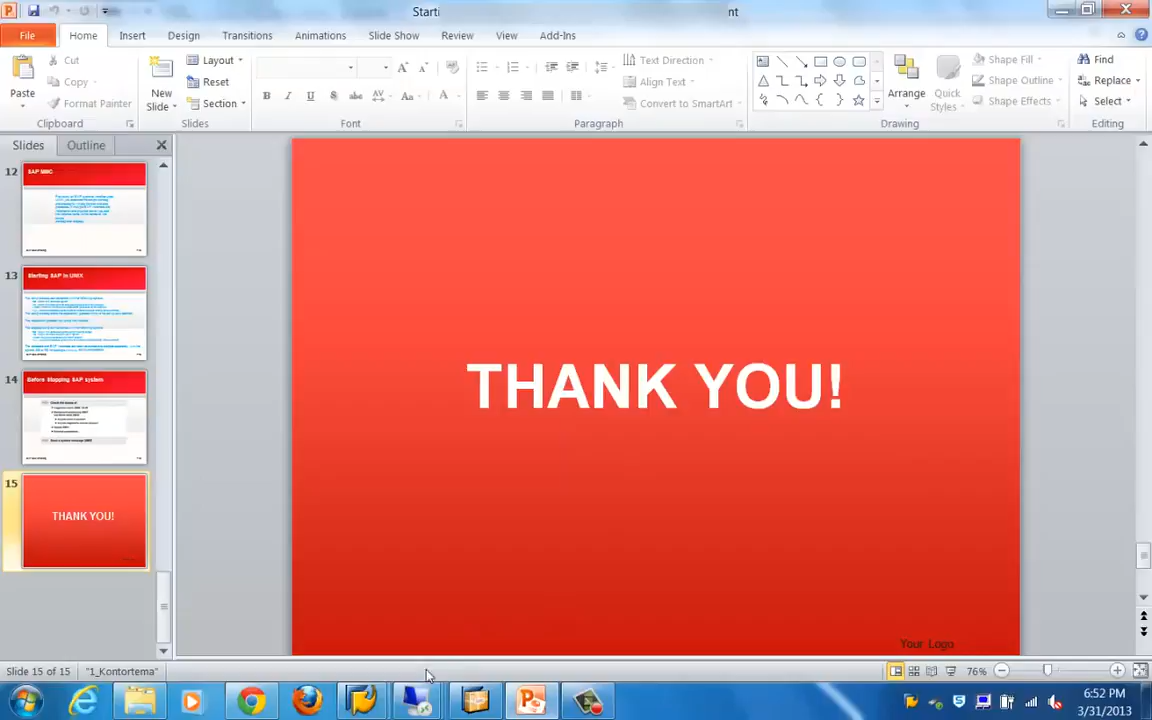 Starti nt
File Home Insert Design Transitions Animations Slide Show Review View Add-Ins
Paste
Cut
Copy
Format Painter
Clipboard
New
Slide
Layout
Reset
Section
Slides
B I U S abc AV Aa A
Font
Text Direction
Align Text
Convert to SmartArt
Paragraph
Arrange
Quick
Styles
Shape Fill
Shape Outline
Shape Effects
Drawing
Find
Replace
Select
Editing
Slides Outline
12
SAP MMC
13
Starting SAP in UNIX
14
Before Stopping SAP system
15
THANK YOU!
THANK YOU!
Your Logo
Slide 15 of 15 "1_Kontortema" 76%
6:52 PM
3/31/2013